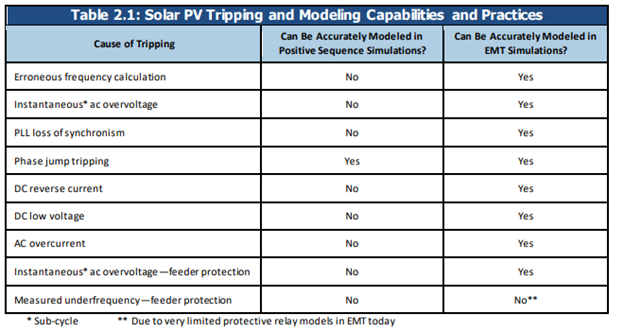 Table 2.1: Solar PV Tripping and Modeling Capabilities and Practices
Cause of Tripping
Can Be Accurately Modeled in
Positive Sequence Simulations?
Can Be Accurately Modeled in
EMT Simulations?
Erroneous frequency calculation No Yes
Instantaneous* ac overvoltage No Yes
PLL loss of synchronism No Yes
Phase jump tripping Yes Yes
DC reverse current No Yes
DC low voltage No Yes
AC overcurrent No Yes
Instantaneous* ac overvoltage—feeder protection No Yes
Measured underfrequency—feeder protection No No**
* Sub-cycle ** Due to very limited protective relay models in EMT today